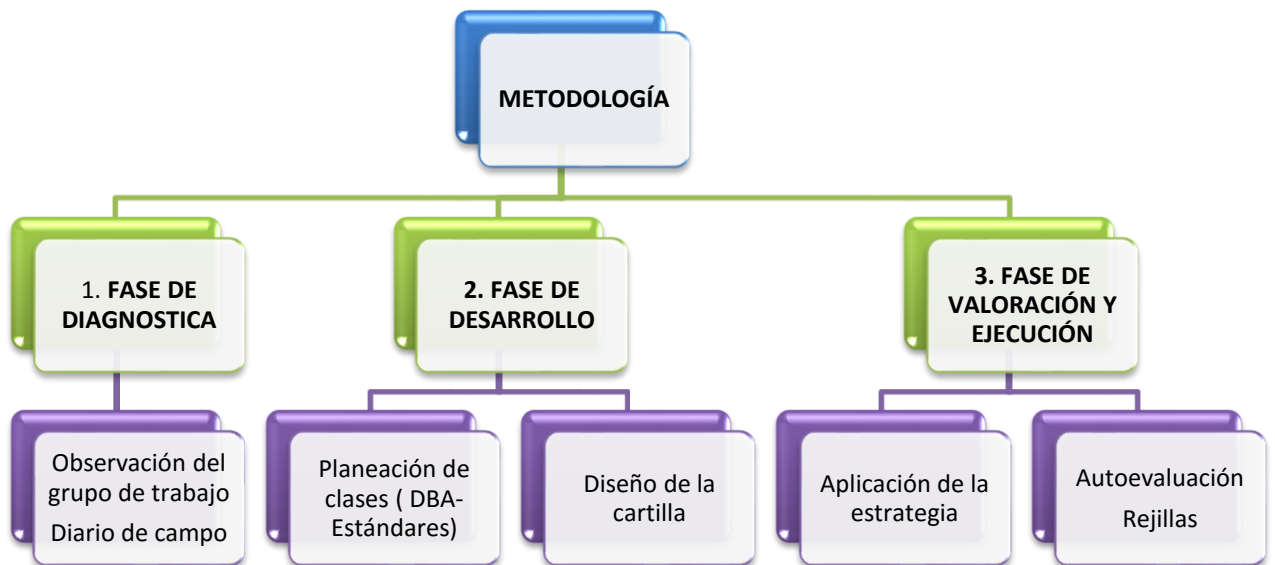 METODOLOGÍA
1. FASE DE
DIAGNOSTICA
2. FASE DE
DESARROLLO
3. FASE DE
VALORACIÓN Y
EJECUCIÓN
Observación del
grupo de trabajo
Diario de campo
Planeación de
clases ( DBA-
Estándares)
Diseño de la
cartilla
Aplicación de la
estrategia
Autoevaluación
Rejillas